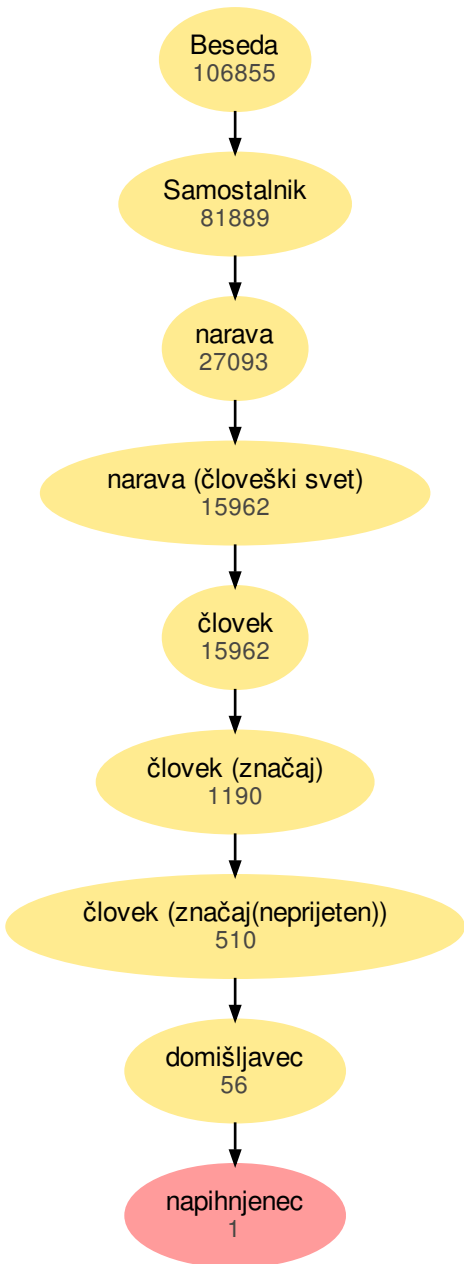 Beseda
106855
Samostalnik
81889
narava
27093
narava (človeški svet)
15962
človek
15962
človek (značaj)
1190
človek (značaj(neprijeten))
510
domišljavec
56
napihnjenec
1